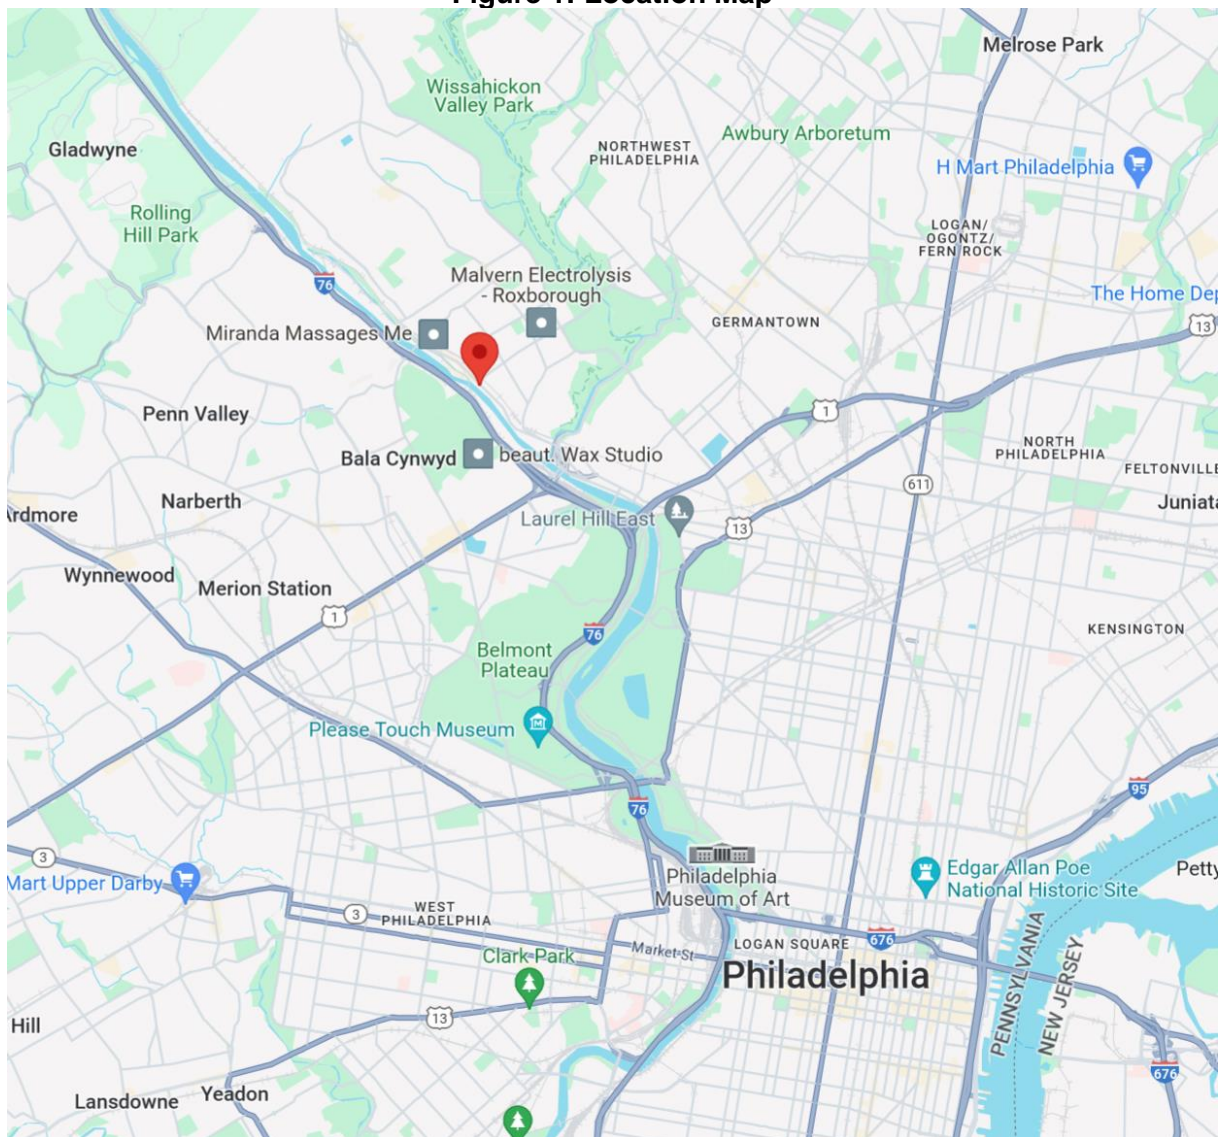 Figure 1. Location Map
Melrose Park
Wissahickon
Valley Park
Awbury Arboretum
Gladwyne
NORTHWEST
PHILADELPHIA
H Mart Philadelphia
Rolling
Hill Park
LOGAN/
OGONTZ/
FERN ROCK
76
Malvern Electrolysis
- Roxborough
The Home Dep
Miranda Massages Me
GERMANTOWN
13
Penn Valley
1
Bala Cynwyd
beaut. Wax Studio
NORTH
PHILADELPHIA
FELTONVILLE
611
Narberth
Juniata
Ardmore
Laurel Hill East
13
Wynnewood
Merion Station
1
76
KENSINGTON
Belmont
Plateau
Please Touch Museum
76
95
3
Mart Upper Darby
Philadelphia
Museum of Art
Edgar Allan Poe
National Historic Site
Petty
3
WEST
PHILADELPHIA
Market St
LOGAN SQUARE
676
Clark Park
Philadelphia
PENNSYLVANIA
NEW JERSEY
13
Hill
676
Lansdowne
Yeadon